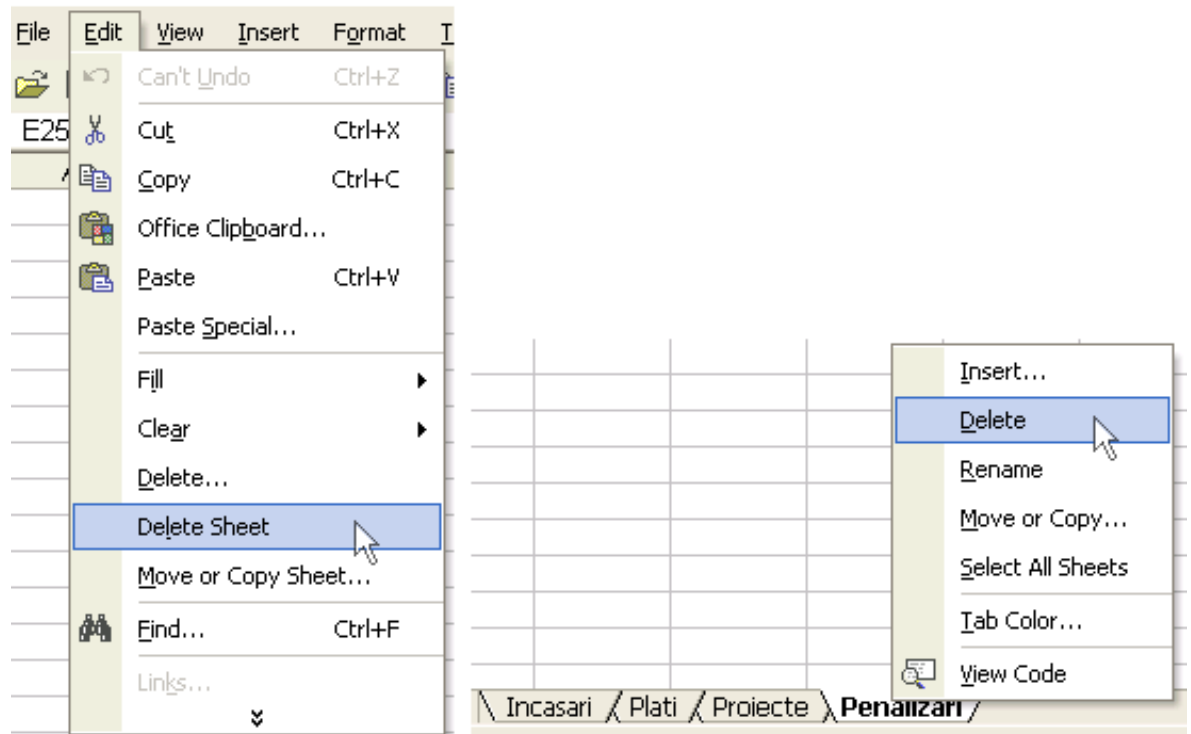 File Edit View Insert Format T
Can't Undo Ctrl+Z
E25
Cut Ctrl+X
Copy Ctrl+C
Office Clipboard...
Paste Ctrl+V
Paste Special...
Fill
Clear
Delete...
Delete Sheet
Move or Copy Sheet...
Find... Ctrl+F
Links...
Insert...
Delete
Rename
Move or Copy...
Select All Sheets
Tab Color...
View Code
Incasari Plati Proiecte Penalizari